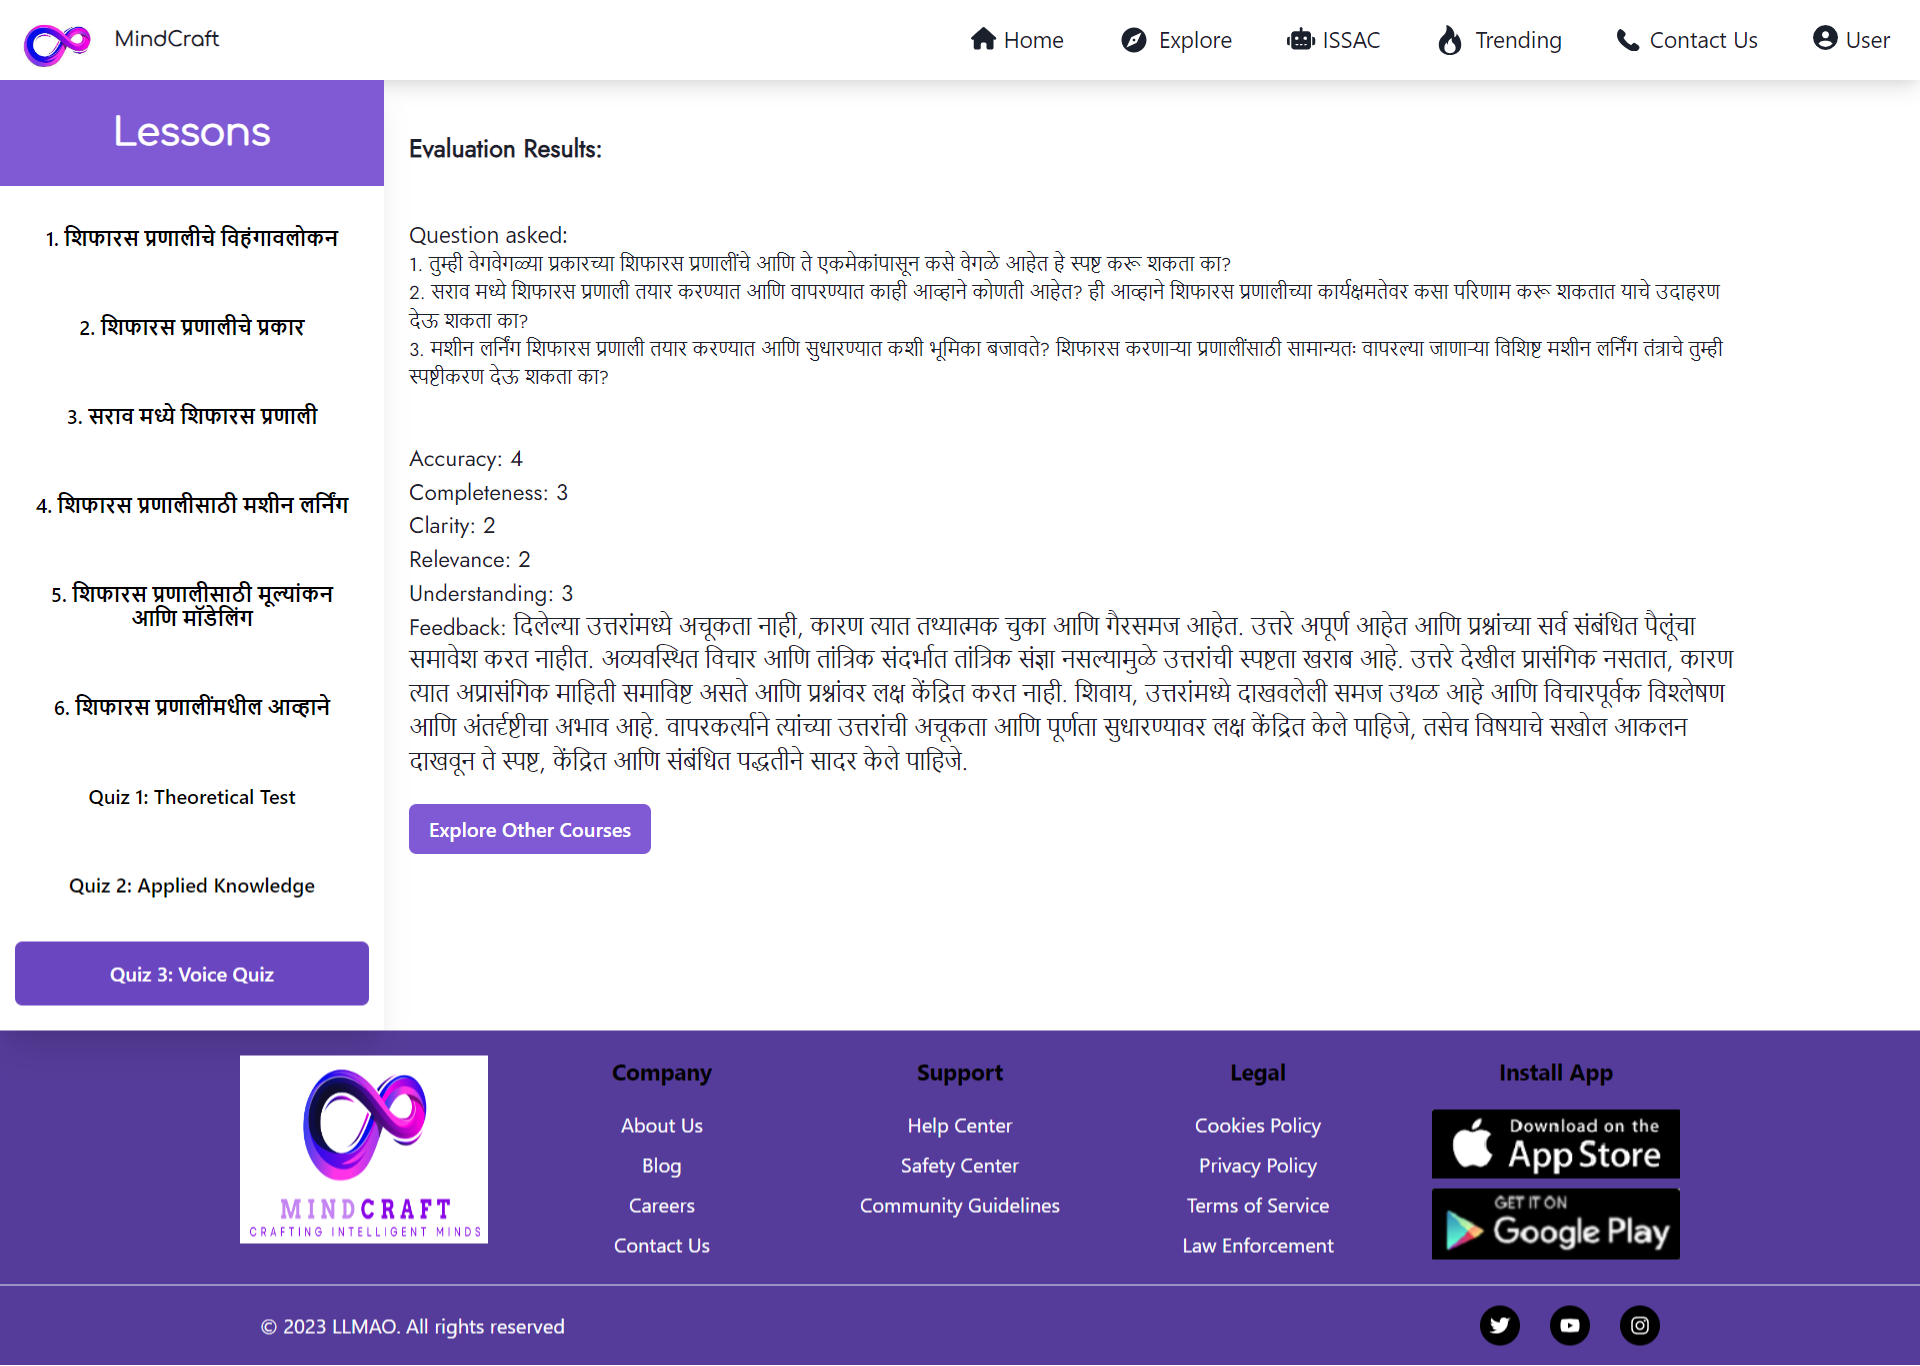 MindCraft
Home
Explore
ISSAC
Trending
Contact Us
User
Lessons
1. शिफारस प्रणालीचे विहंगावलोकन
2. शिफारस प्रणालीचे प्रकार
3. सराव मध्ये शिफारस प्रणाली
4. शिफारस प्रणालीसाठी मशीन लर्निंग
5. शिफारस प्रणालीसाठी मूल्यांकन
आणि मॉडेलिंग
6. शिफारस प्रणालींमधील आव्हाने
Quiz 1: Theoretical Test
Quiz 2: Applied Knowledge
Quiz 3: Voice Quiz
Evaluation Results:
Question asked:
1. तुम्ही वेगवेगळ्या प्रकारच्या शिफारस प्रणालींचे आणि ते एकमेकांपासून कसे वेगळे आहेत हे स्पष्ट करू शकता का?
2. सराव मध्ये शिफारस प्रणाली तयार करण्यात आणि वापरण्यात काही आव्हाने कोणती आहेत? ही आव्हाने शिफारस प्रणालीच्या कार्यक्षमतेवर कसा परिणाम करू शकतात याचे उदाहरण
देऊ शकता का?
3. मशीन लर्निंग शिफारस प्रणाली तयार करण्यात आणि सुधारण्यात कशी भूमिका बजावते? शिफारस करणाऱ्या प्रणालींसाठी सामान्यतः वापरल्या जाणाऱ्या विशिष्ट मशीन लर्निंग तंत्राचे तुम्ही
स्पष्टीकरण देऊ शकता का?
Accuracy: 4
Completeness: 3
Clarity: 2
Relevance: 2
Understanding: 3
Feedback: दिलेल्या उत्तरांमध्ये अचूकता नाही, कारण त्यात तथ्यात्मक चुका आणि गैरसमज आहेत. उत्तरे अपूर्ण आहेत आणि प्रश्नांच्या सर्व संबंधित पैलूंचा
समावेश करत नाहीत. अव्यवस्थित विचार आणि तांत्रिक संदर्भात तांत्रिक संज्ञा नसल्यामुळे उत्तरांची स्पष्टता खराब आहे. उत्तरे देखील प्रासंगिक नसतात, कारण
त्यात अप्रासंगिक माहिती समाविष्ट असते आणि प्रश्नांवर लक्ष केंद्रित करत नाही. शिवाय, उत्तरांमध्ये दाखवलेली समज उथळ आहे आणि विचारपूर्वक विश्लेषण
आणि अंतर्दृष्टीचा अभाव आहे. वापरकर्त्याने त्यांच्या उत्तरांची अचूकता आणि पूर्णता सुधारण्यावर लक्ष केंद्रित केले पाहिजे, तसेच विषयाचे सखोल आकलन
दाखवून ते स्पष्ट, केंद्रित आणि संबंधित पद्धतीने सादर केले पाहिजे.
Explore Other Courses
MINDCRAFT
CRAFTING INTELLIGENT MINDS
Company
About Us
Blog
Careers
Contact Us
Support
Help Center
Safety Center
Community Guidelines
Legal
Cookies Policy
Privacy Policy
Terms of Service
Law Enforcement
Install App
Download on the
App Store
GET IT ON
Google Play
© 2023 LLMAO. All rights reserved